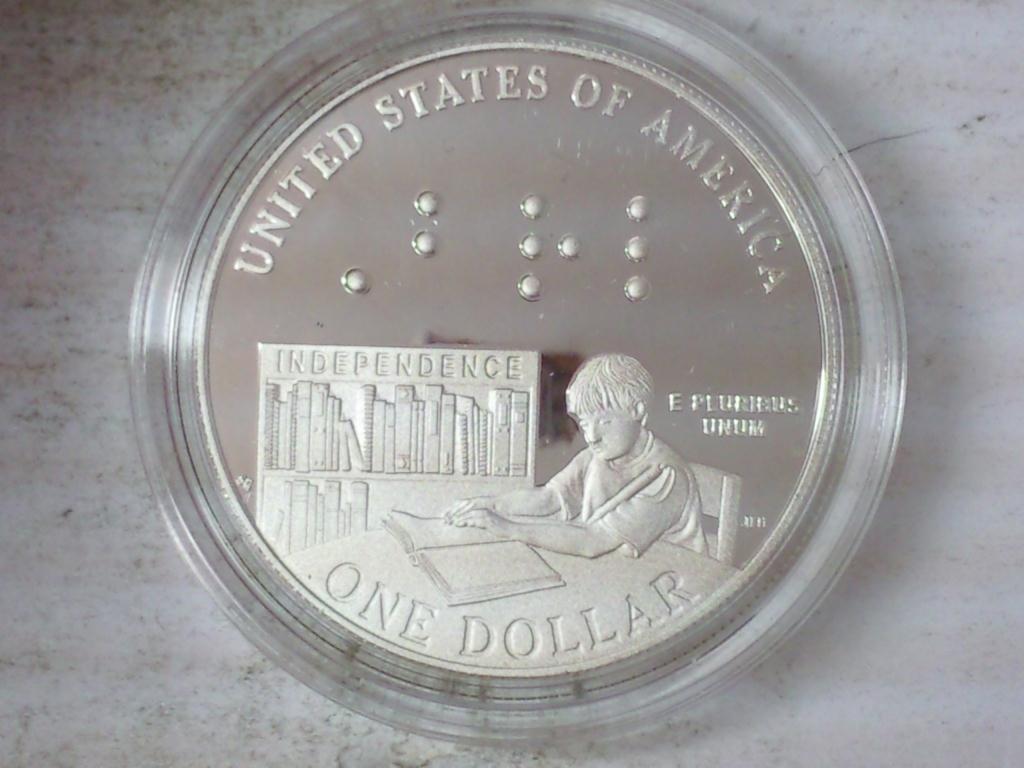 UNITED STATES OF AMERICA
⠠⠃⠗⠇
INDEPENDENCE
E PLURIBUS
UNUM
ONE DOLLAR